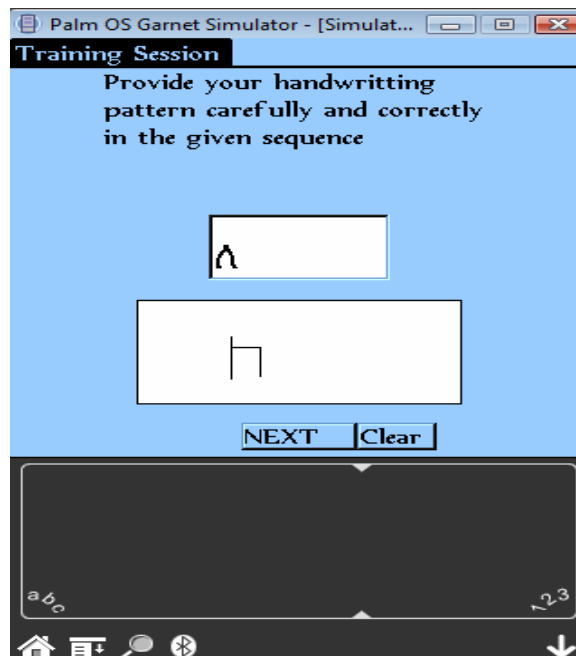 Palm OS Garnet Simulator - [Simulat...
Training Session
Provide your handwritting
pattern carefully and correctly
in the given sequence
NEXT Clear
abc 123